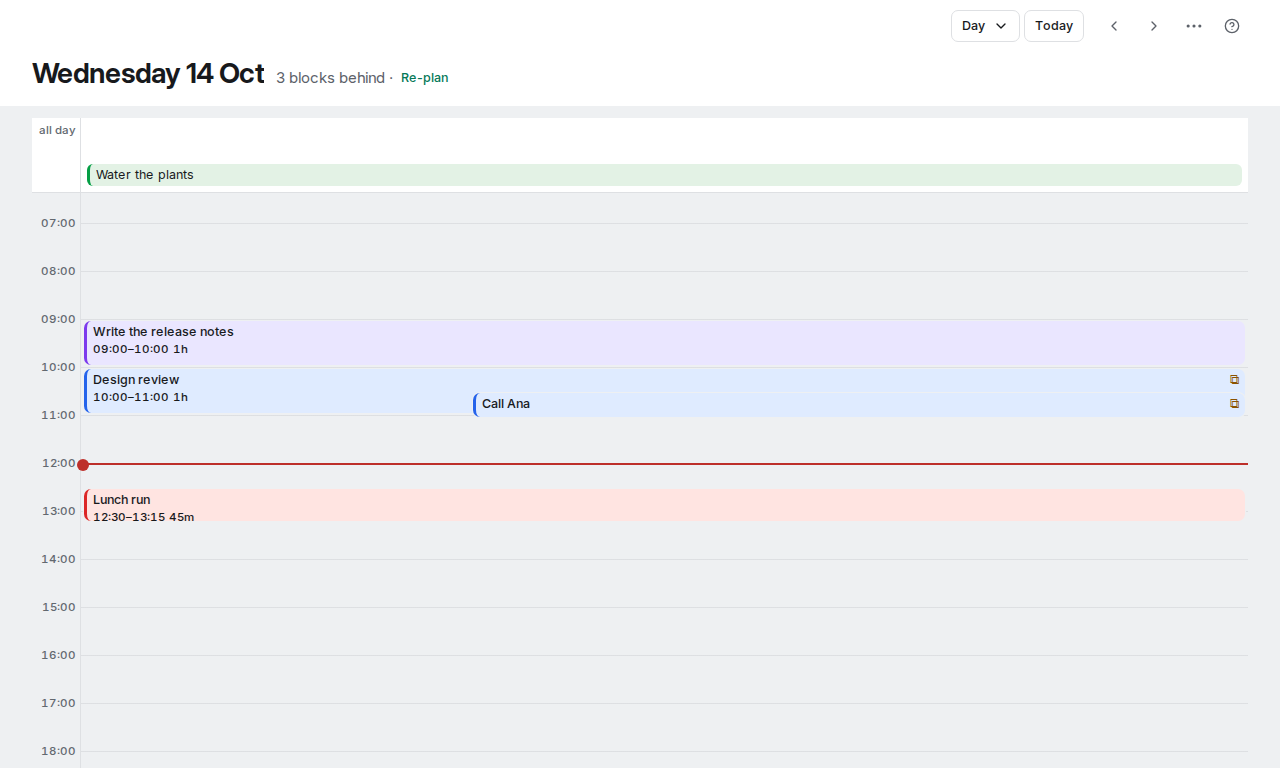 Day
Today
Wednesday 14 Oct
3 blocks behind · Re-plan
all day
Water the plants
07:00
08:00
09:00
Write the release notes
09:00–10:00 1h
10:00
Design review
10:00–11:00 1h
Call Ana
11:00
12:00
Lunch run
12:30–13:15 45m
13:00
14:00
15:00
16:00
17:00
18:00